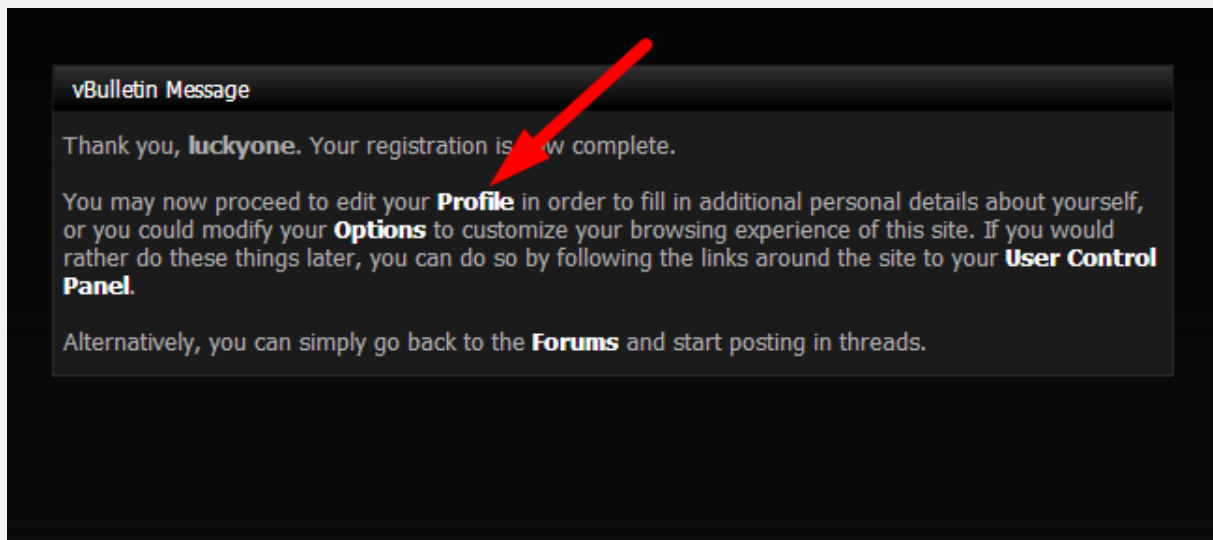 vBulletin Message
Thank you, luckyone. Your registration is now complete.
You may now proceed to edit your Profile in order to fill in additional personal details about yourself,
or you could modify your Options to customize your browsing experience of this site. If you would
rather do these things later, you can do so by following the links around the site to your User Control
Panel.
Alternatively, you can simply go back to the Forums and start posting in threads.